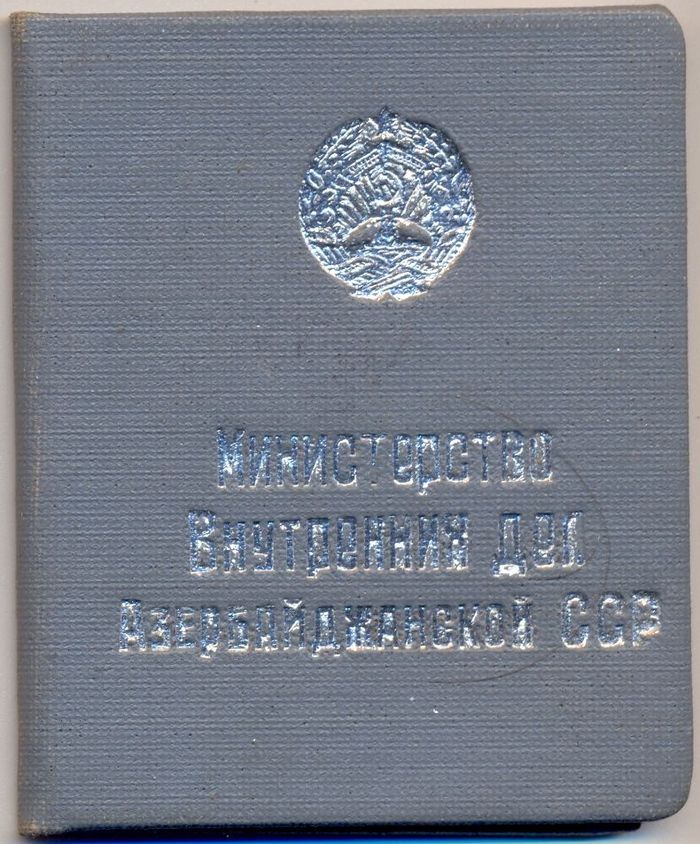 Министерство
Внутренних дел
Азербайджанской ССР